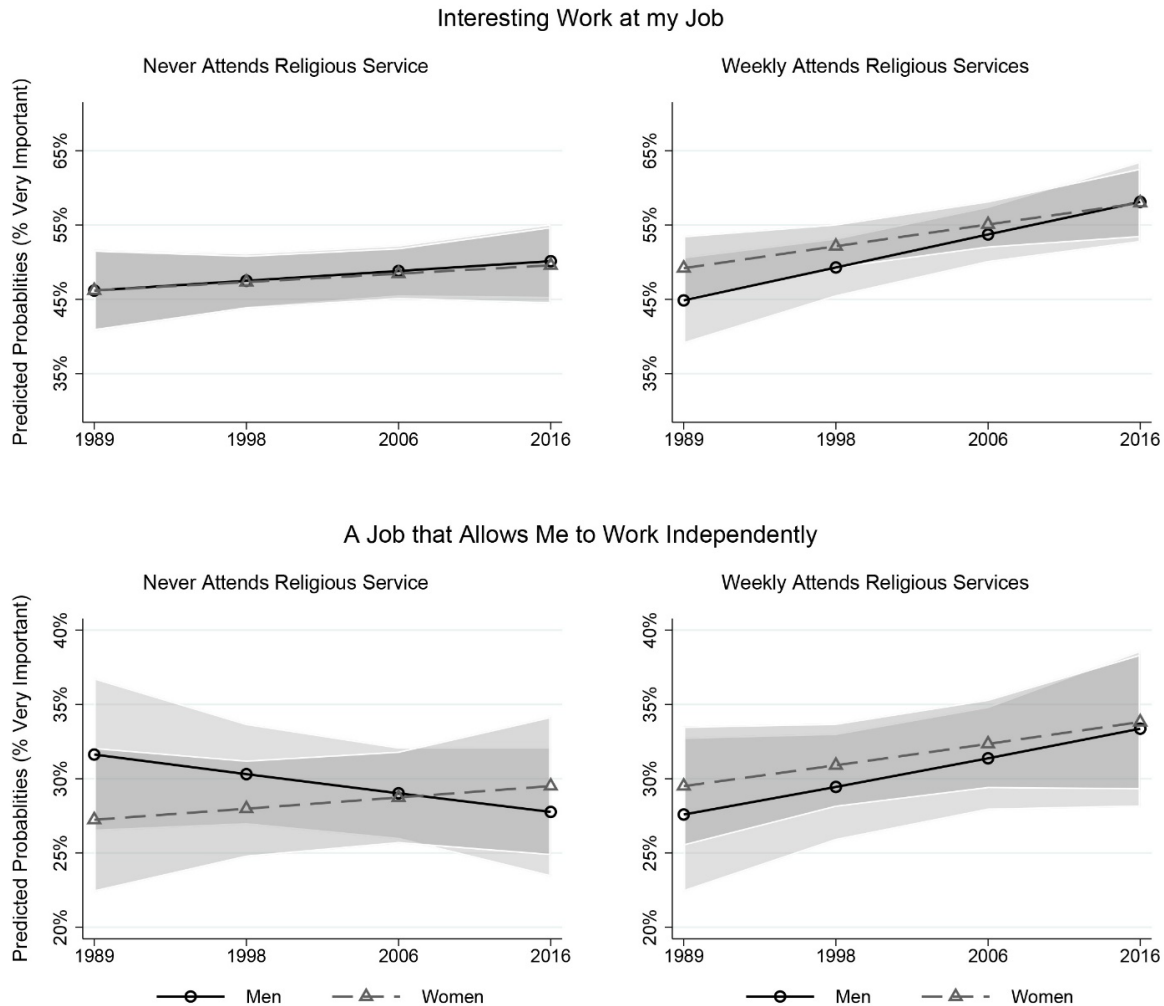 Interesting Work at my Job
Never Attends Religious Service
Weekly Attends Religious Services
Predicted Probablities (% Very Important)
65%
55%
45%
35%
1989
1998
2006
2016
65%
55%
45%
35%
1989
1998
2006
2016
A Job that Allows Me to Work Independently
Never Attends Religious Service
Weekly Attends Religious Services
Predicted Probablities (% Very Important)
40%
35%
30%
25%
20%
1989
1998
2006
2016
40%
35%
30%
25%
20%
1989
1998
2006
2016
Men
Women
Men
Women